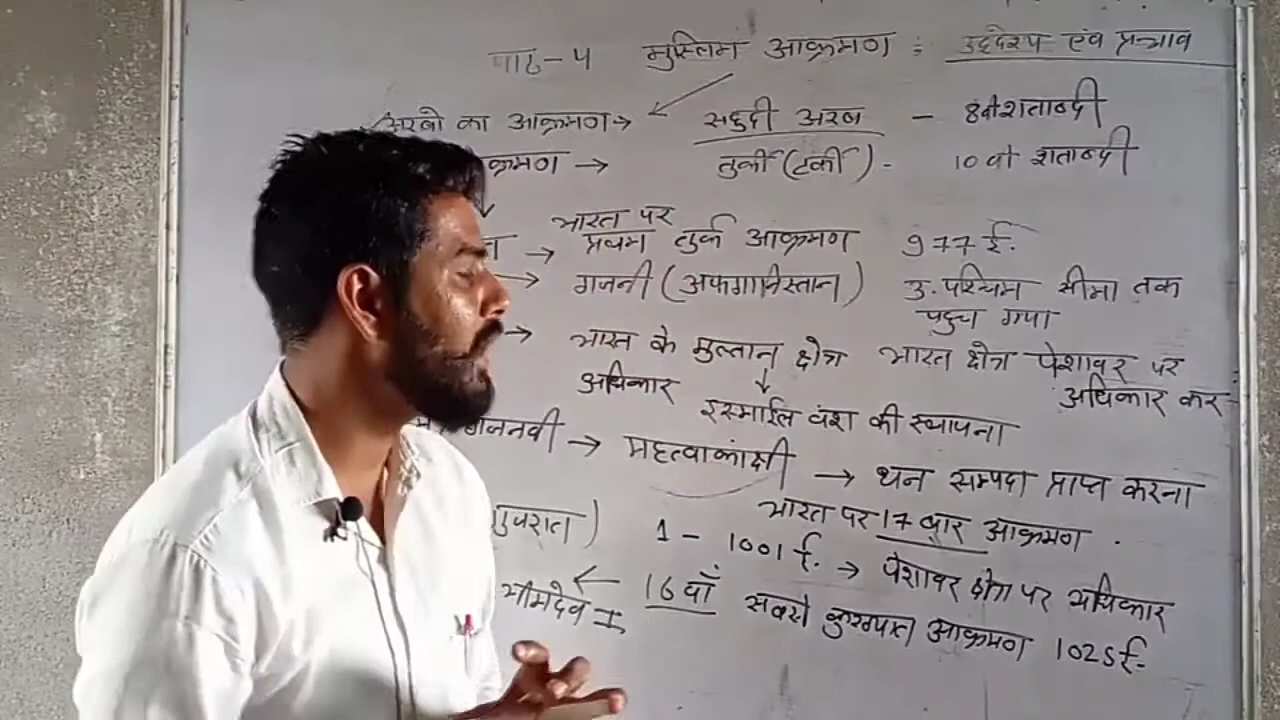 पाठ-4 मुस्लिम आक्रमण : उद्देश्य एवं प्रभाव
अरबो का आक्रमण→ सहुदी अरब - 8वीशताब्दी
क्रमण → तुर्की (टर्की) - 10वी शताब्दी
भारत पर
→ प्रथम तुर्क आक्रमण 977 ई.
→ गजनी (अफगानिस्तान) उ. पश्चिम सीमा तक
पहुच गया
→ भारत के मुल्तान क्षेत्र भारत क्षेत्र पेशावर पर
अधिकार ↓ अधिकार कर
इस्माईल वंश की स्थापना
गजनवी → महत्वाकांक्षी → धन सम्पदा प्राप्त करना
भारत पर 17 बार आक्रमण .
गुजरात) 1 - 1001 ई. → पेशावर क्षेत्र पर अधिकार
भीमदेव I ← 16 वाँ सबसे कुख्यात आक्रमण 1025 ई.